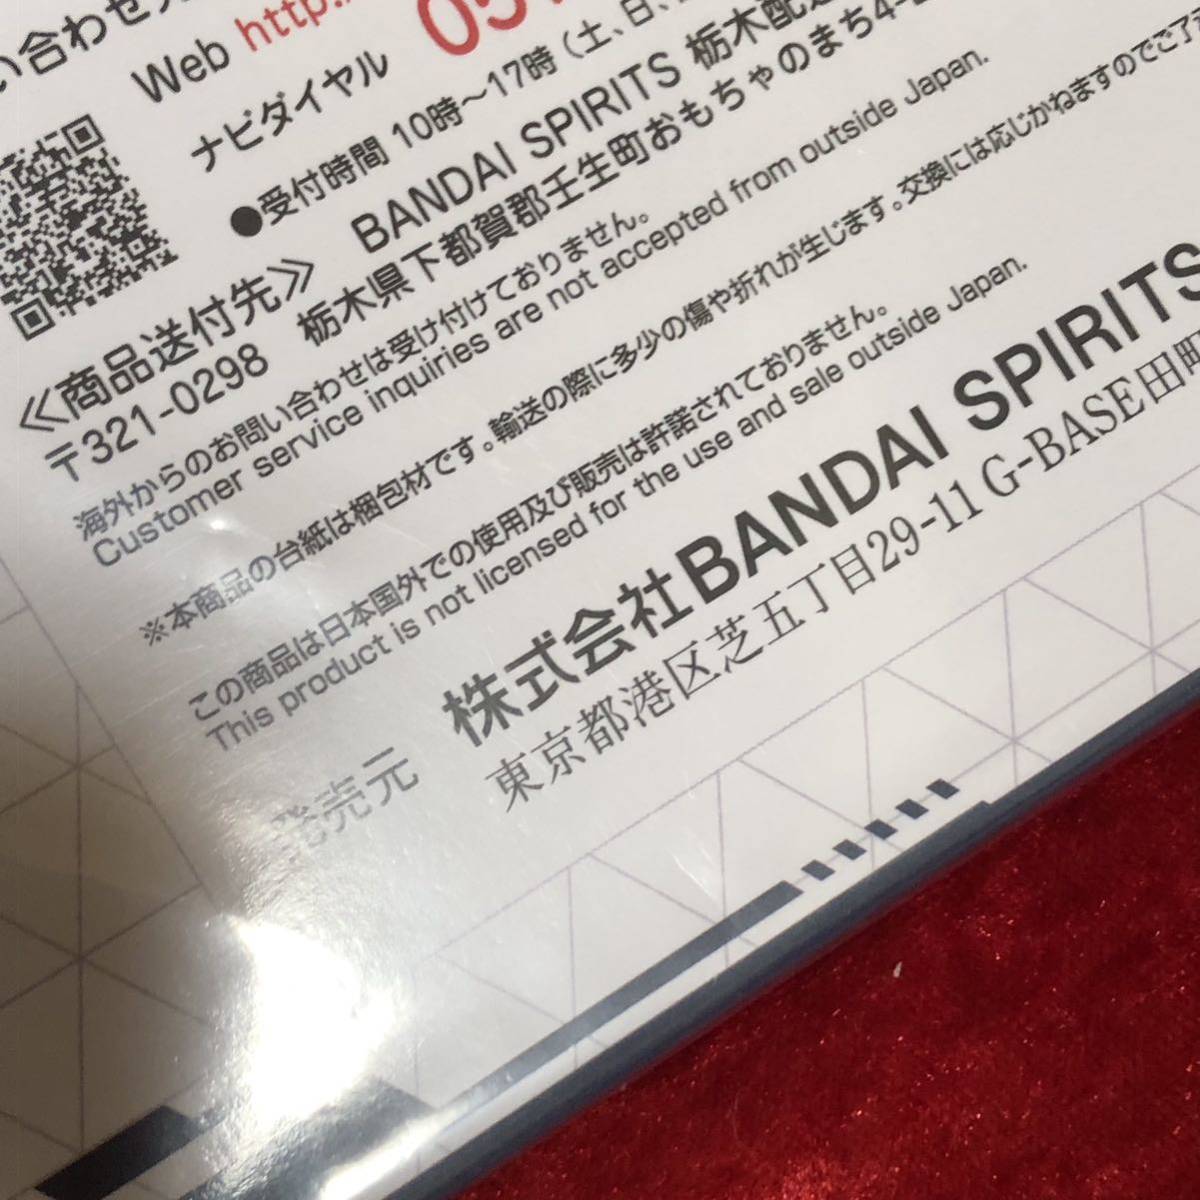 い合わせ
Web http:/
ナビダイヤル 057
●受付時間 10時～17時(土、日、
≪商品送付先≫ BANDAI SPIRITS 栃木配送
〒321-0298 栃木県下都賀郡壬生町おもちゃのまち4-
海外からのお問い合わせは受け付けておりません。
Customer service inquiries are not accepted from outside Japan.
※本商品の台紙は梱包材です。輸送の際に多少の傷や折れが生じます。交換には応じかねますのでご了
この商品は日本国外での使用及び販売は許諾されておりません。
This product is not licensed for the use and sale outside Japan.
発売元 株式会社BANDAI SPIRITS
東京都港区芝五丁目29-11 G-BASE田町